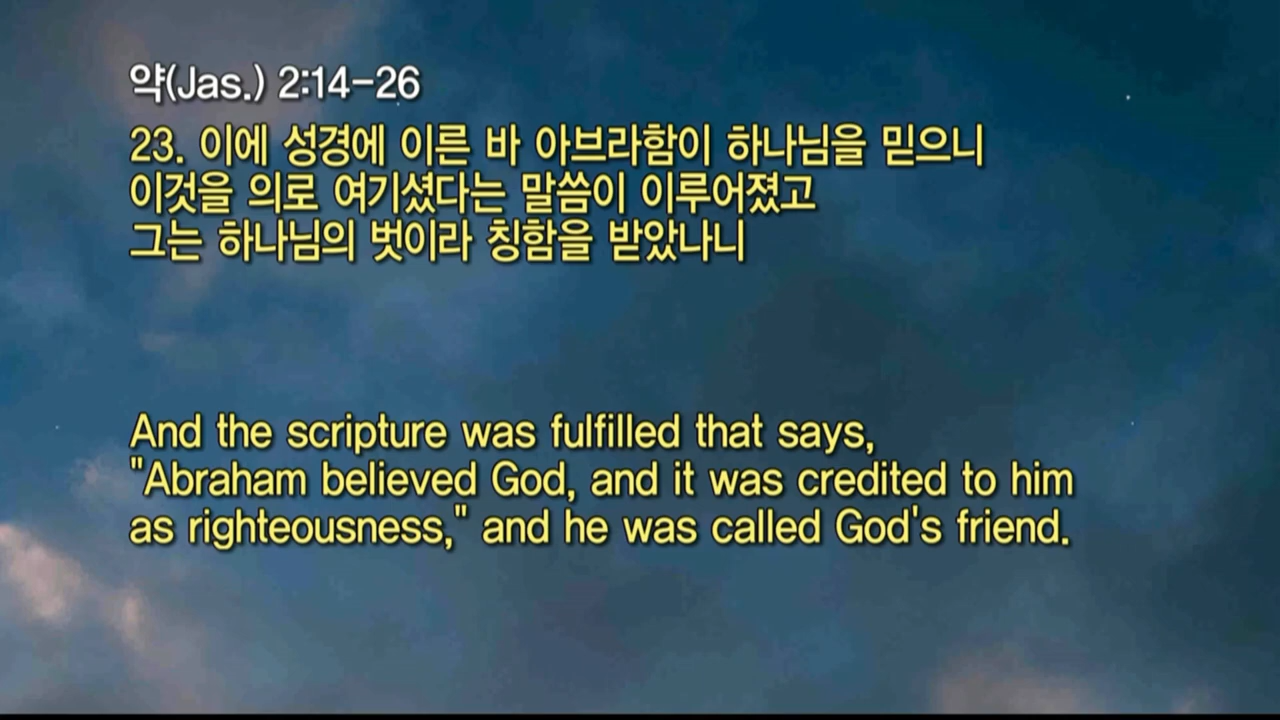 약(Jas.) 2:14-26
23. 이에 성경에 이른 바 아브라함이 하나님을 믿으니
이것을 의로 여기셨다는 말씀이 이루어졌고
그는 하나님의 벗이라 칭함을 받았나니
And the scripture was fulfilled that says,
"Abraham believed God, and it was credited to him
as righteousness," and he was called God's friend.